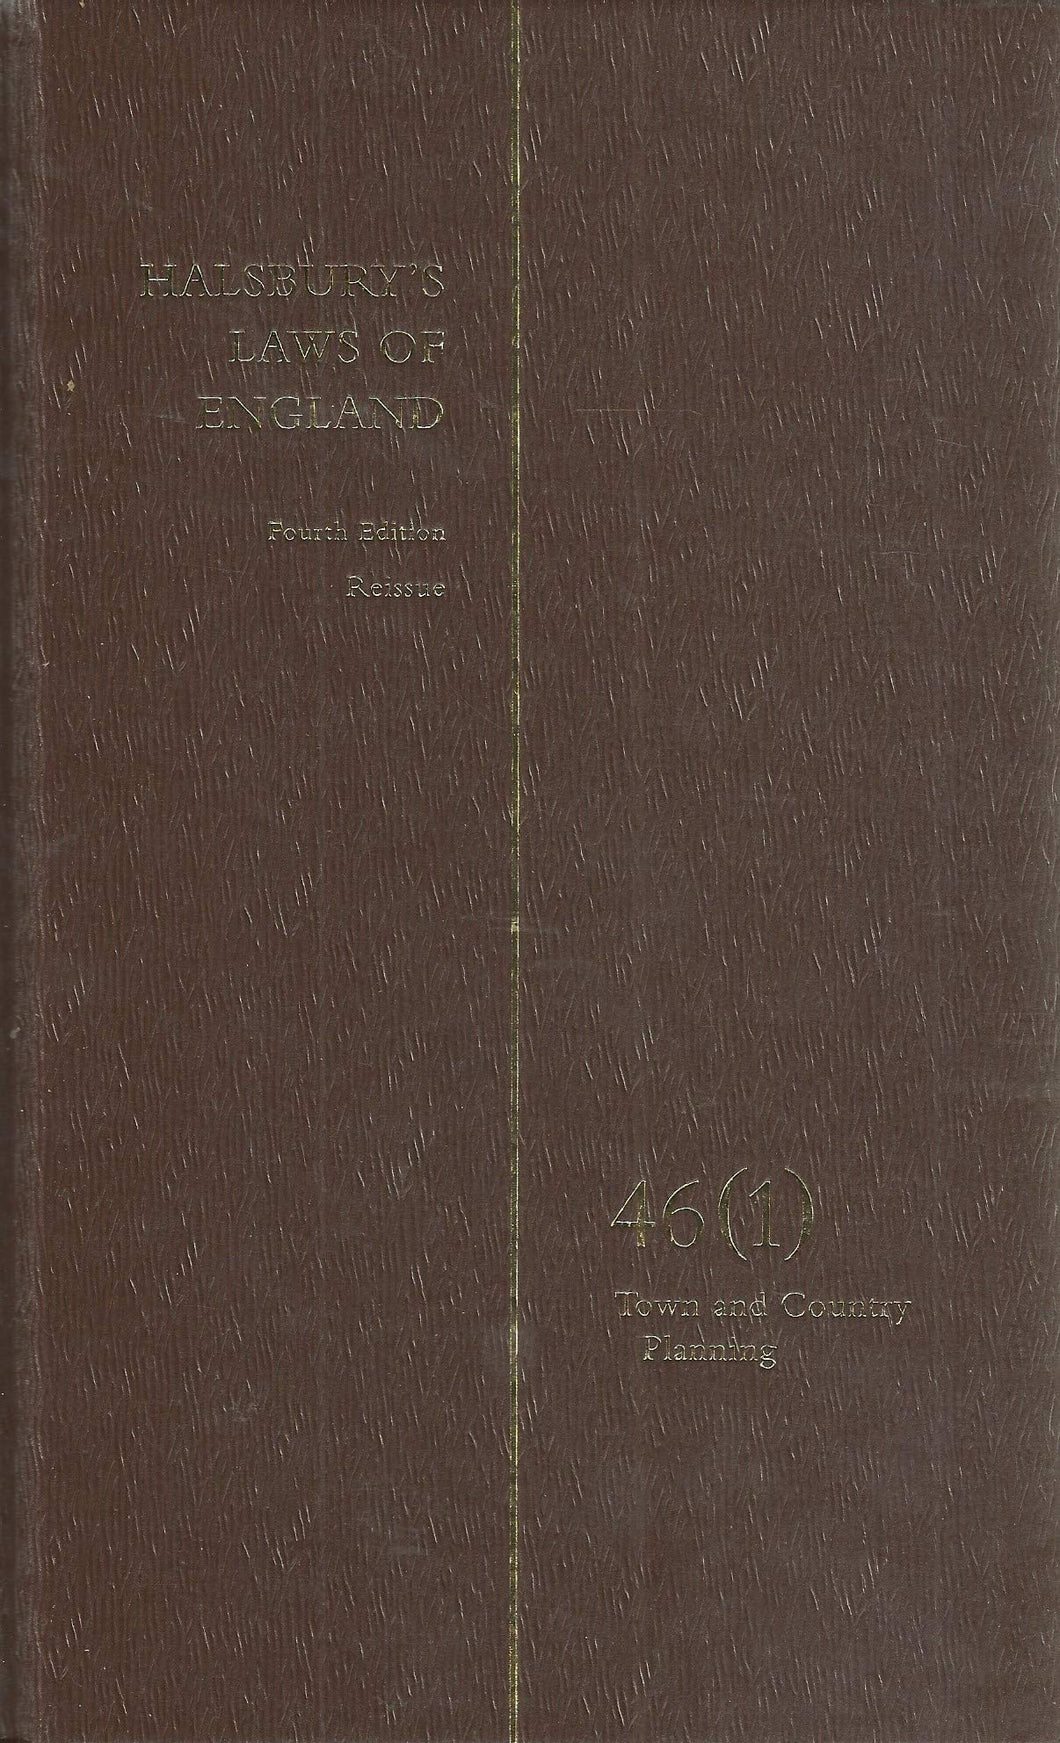 HALSBURY'S
LAWS OF
ENGLAND
Fourth Edition
Reissue
46(1)
Town and Country
Planning